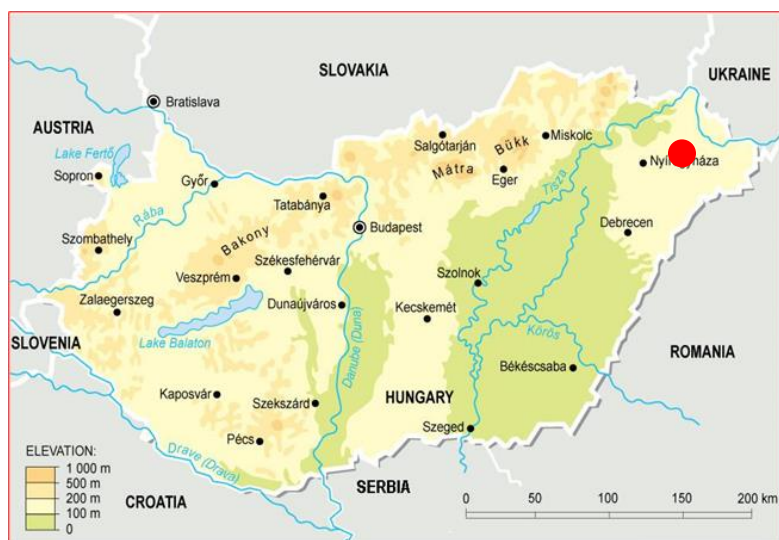 SLOVAKIA
UKRAINE
Bratislava
AUSTRIA
Salgótarján
Miskolc
Bükk
Lake Fertő
Mátra
Eger
Sopron
Győr
Tisza
Tatabánya
Rába
Budapest
Debrecen
Szombathely
Bakony
Székesfehérvár
Veszprém
Szolnok
Zalaegerszeg
Dunaújváros
Kecskemét
Lake Balaton
Danube (Duna)
Körös
SLOVENIA
ROMANIA
Békéscsaba
Kaposvár
HUNGARY
Szekszárd
Szeged
Pécs
Drave (Drava)
ELEVATION:
1 000 m
500 m
200 m
100 m
0
SERBIA
CROATIA
0 50 100 150 200 km